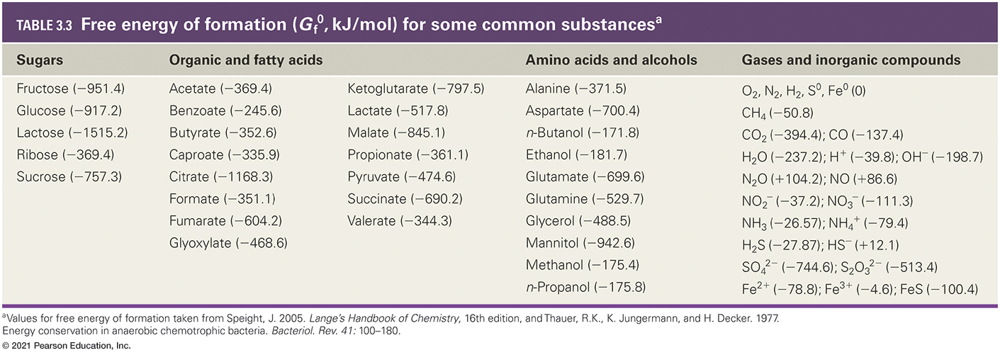 TABLE 3.3 Free energy of formation (Gf⁰, kJ/mol) for some common substancesᵃ
Sugars
Organic and fatty acids
Amino acids and alcohols
Gases and inorganic compounds
Fructose (−951.4)
Glucose (−917.2)
Lactose (−1515.2)
Ribose (−369.4)
Sucrose (−757.3)
Acetate (−369.4)
Benzoate (−245.6)
Butyrate (−352.6)
Caproate (−335.9)
Citrate (−1168.3)
Formate (−351.1)
Fumarate (−604.2)
Glyoxylate (−468.6)
Ketoglutarate (−797.5)
Lactate (−517.8)
Malate (−845.1)
Propionate (−361.1)
Pyruvate (−474.6)
Succinate (−690.2)
Valerate (−344.3)
Alanine (−371.5)
Aspartate (−700.4)
n-Butanol (−171.8)
Ethanol (−181.7)
Glutamate (−699.6)
Glutamine (−529.7)
Glycerol (−488.5)
Mannitol (−942.6)
Methanol (−175.4)
n-Propanol (−175.8)
O₂, N₂, H₂, S⁰, Fe⁰ (0)
CH₄ (−50.8)
CO₂ (−394.4); CO (−137.4)
H₂O (−237.2); H⁺ (−39.8); OH⁻ (−198.7)
N₂O (+104.2); NO (+86.6)
NO₂⁻ (−37.2); NO₃⁻ (−111.3)
NH₃ (−26.57); NH₄⁺ (−79.4)
H₂S (−27.87); HS⁻ (+12.1)
SO₄²⁻ (−744.6); S₂O₃²⁻ (−513.4)
Fe²⁺ (−78.8); Fe³⁺ (−4.6); FeS (−100.4)
ᵃValues for free energy of formation taken from Speight, J. 2005. Lange's Handbook of Chemistry, 16th edition, and Thauer, R.K., K. Jungermann, and H. Decker. 1977.
Energy conservation in anaerobic chemotrophic bacteria. Bacteriol. Rev. 41: 100–180.
© 2021 Pearson Education, Inc.